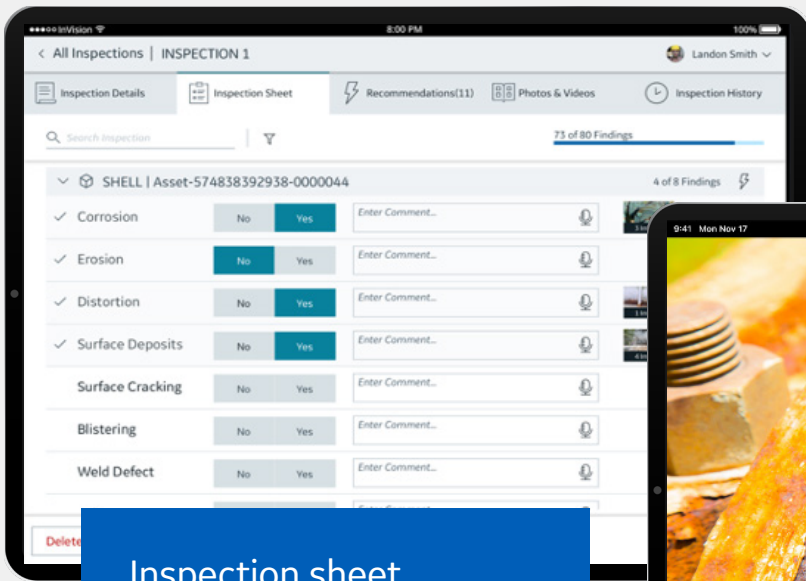 InVision
8:00 PM
100%
All Inspections | INSPECTION 1
Landon Smith
Inspection Details
Inspection Sheet
Recommendations(11)
Photos & Videos
Inspection History
Search Inspection
73 of 80 Findings
SHELL | Asset-574838392938-0000044
4 of 8 Findings
Corrosion No Yes Enter Comment...
Erosion No Yes Enter Comment...
Distortion No Yes Enter Comment...
Surface Deposits No Yes Enter Comment...
Surface Cracking No Yes Enter Comment...
Blistering No Yes Enter Comment...
Weld Defect No Yes Enter Comment...
Delete
Inspection sheet
9:41 Mon Nov 17